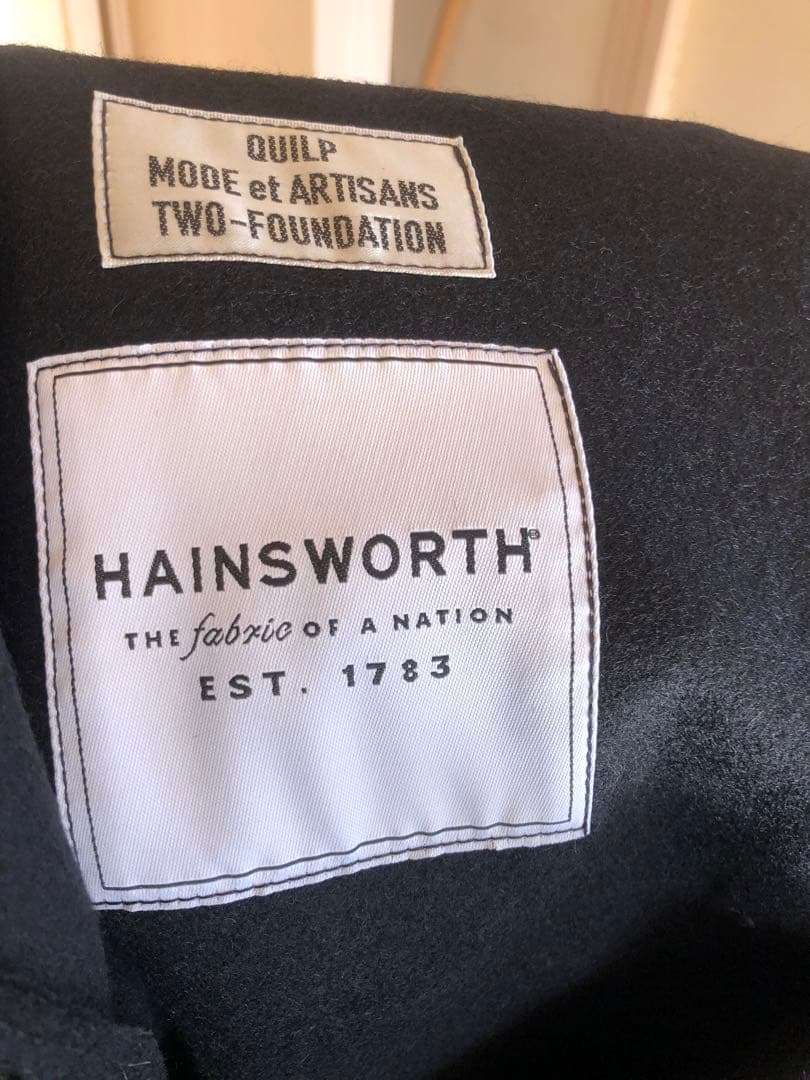 QUILP
MODE et ARTISANS
TWO-FOUNDATION
HAINSWORTH®
THE fabric OF A NATION
EST. 1783